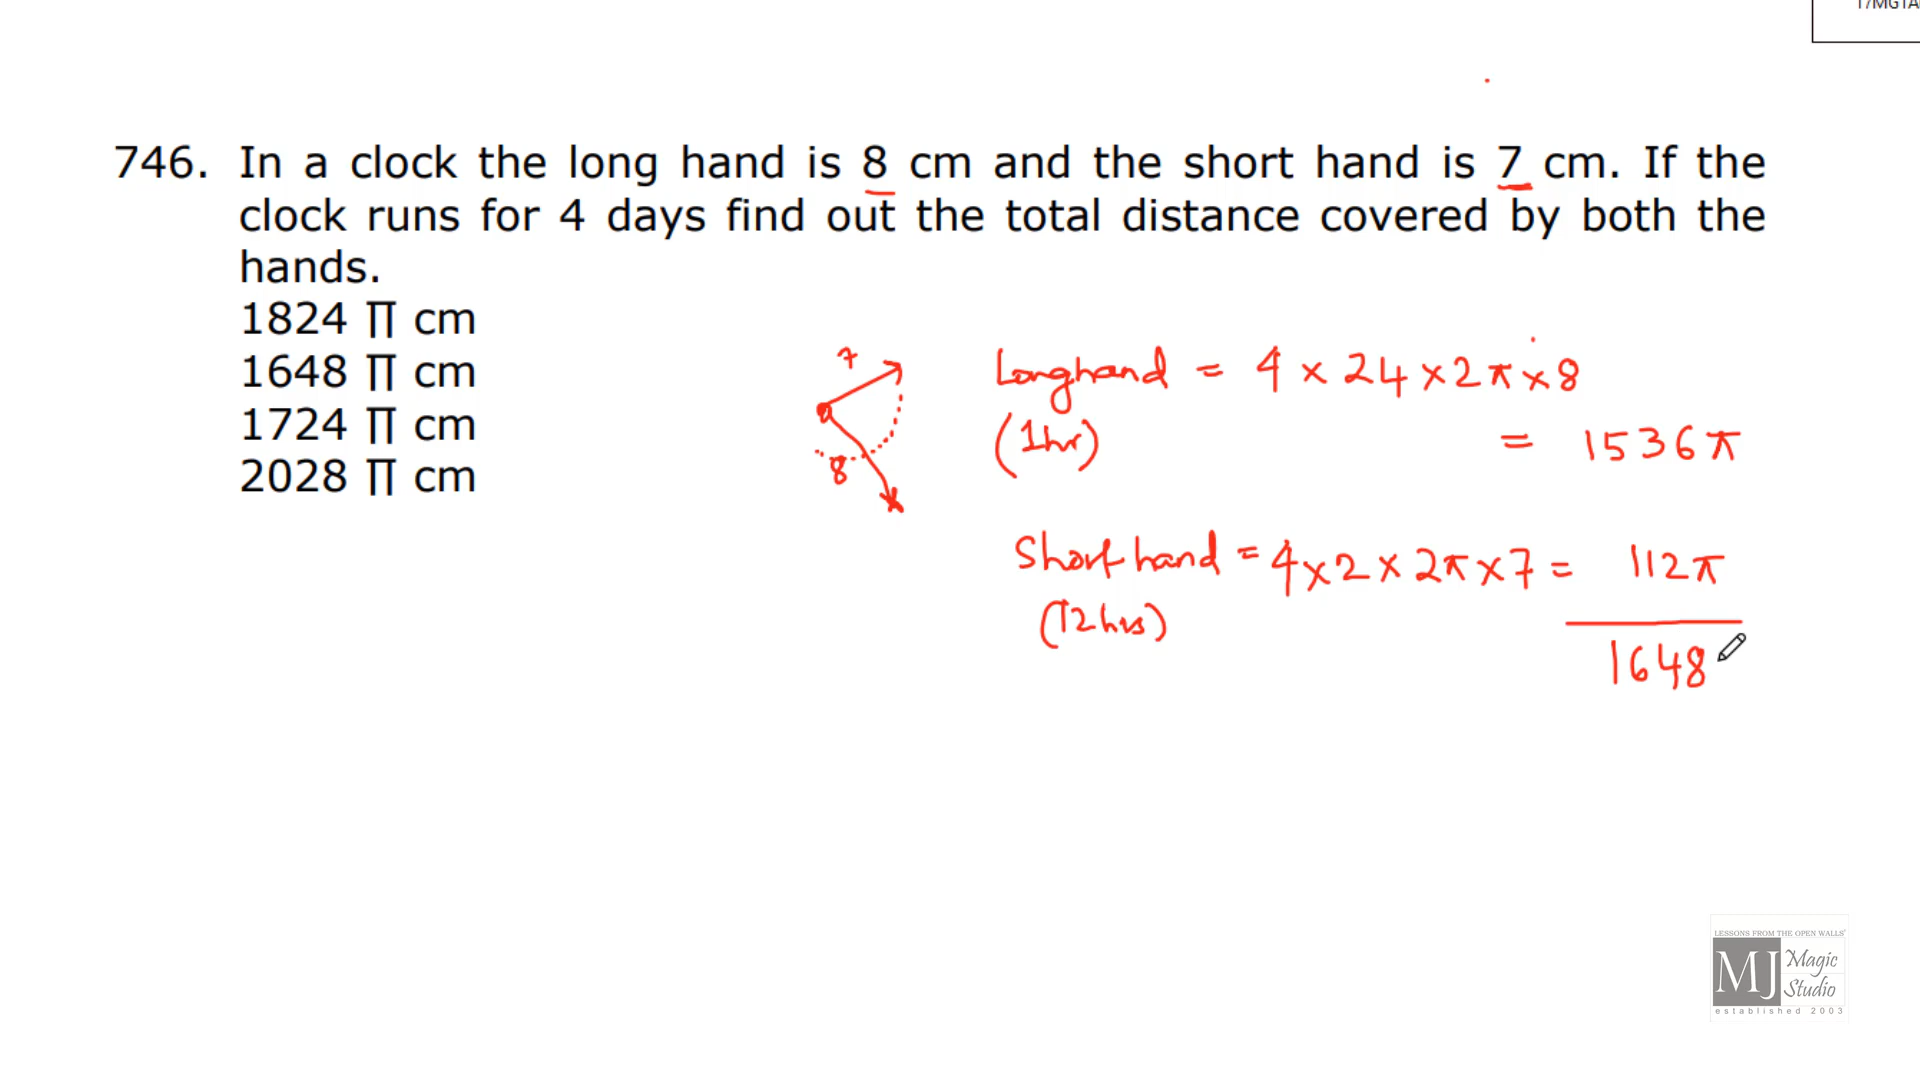 746. In a clock the long hand is 8 cm and the short hand is 7 cm. If the
clock runs for 4 days find out the total distance covered by both the
hands.
1824 ∏ cm
1648 ∏ cm
1724 ∏ cm
2028 ∏ cm
7
8
Longhand = 4 × 24 × 2π × 8
(1hr)
= 1536π
Short hand = 4 × 2 × 2π × 7 = 112π
(12hrs)
1648
LESSONS FROM THE OPEN WALLS
MJ Magic
Studio
established 2003